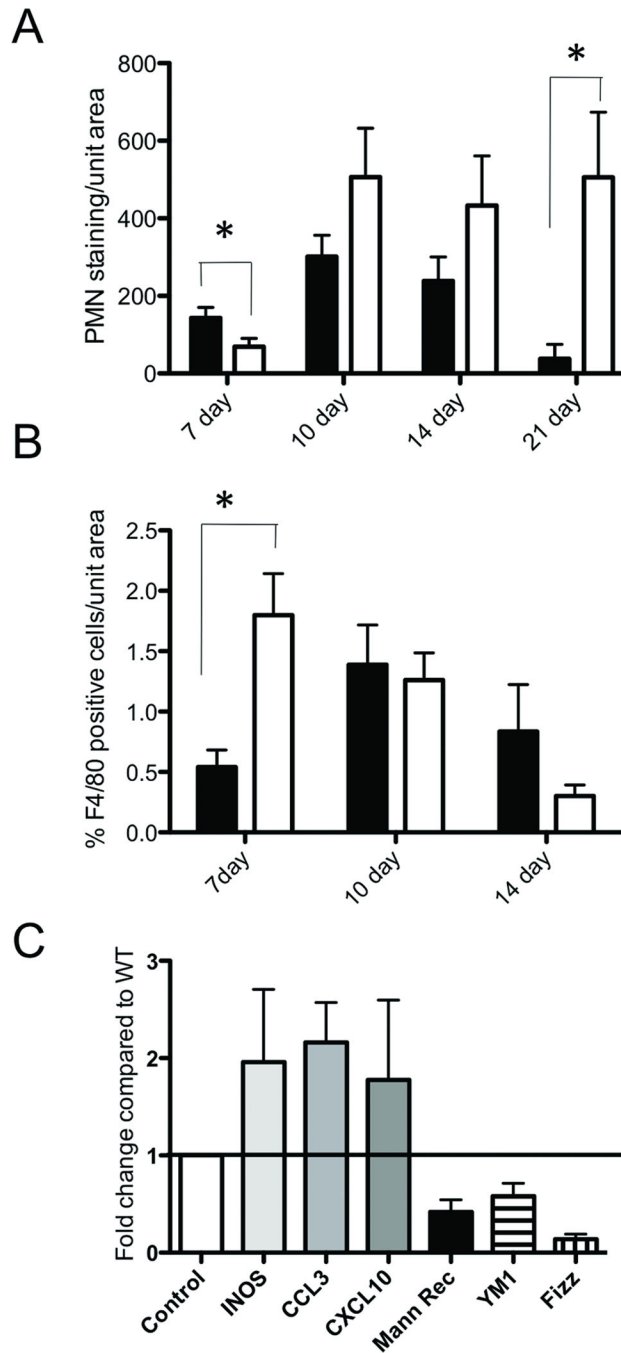 A
PMN staining/unit area
800
600
400
200
0
*
*
7 day
10 day
14 day
21 day
B
% F4/80 positive cells/unit area
2.5
2.0
1.5
1.0
0.5
0.0
*
7day
10 day
14 day
C
Fold change compared to WT
3
2
1
0
Control
INOS
CCL3
CXCL10
Mann Rec
YM1
Fizz